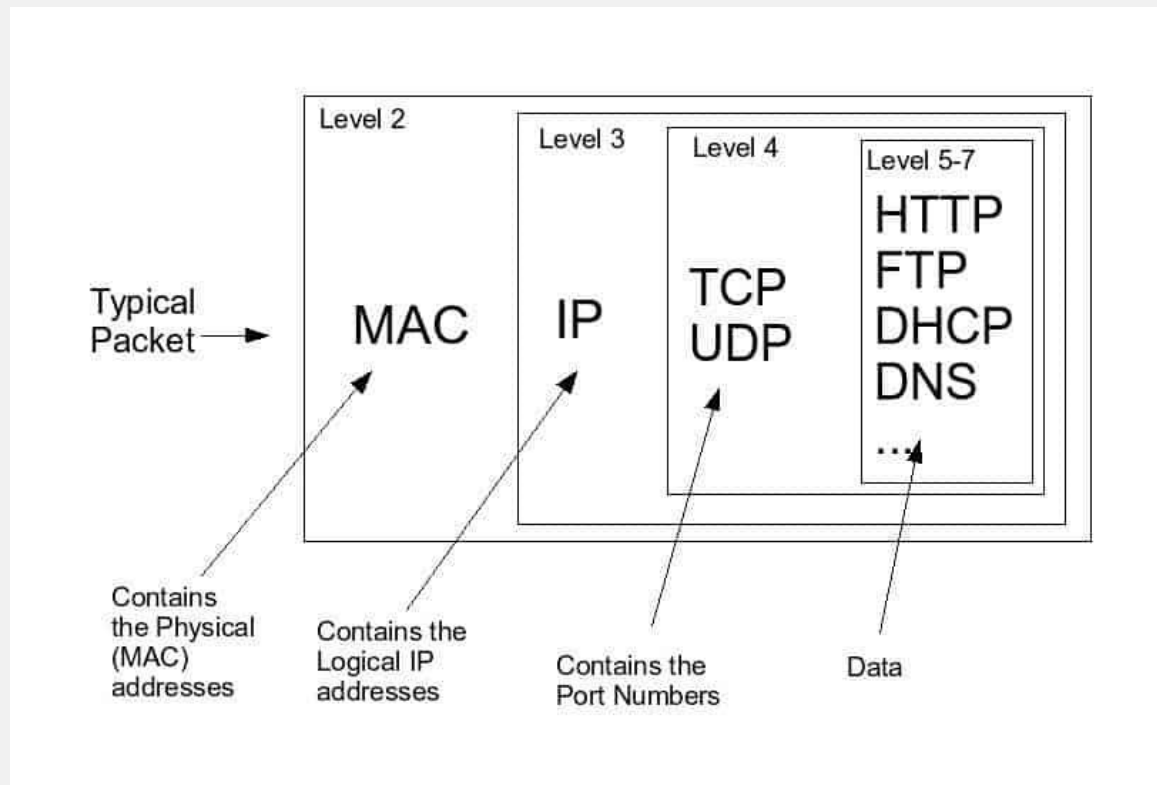 Level 2
Level 3
Level 4
Level 5-7
HTTP
FTP
DHCP
DNS
...
TCP
UDP
IP
MAC
Typical
Packet
Contains
the Physical
(MAC)
addresses
Contains the
Logical IP
addresses
Contains the
Port Numbers
Data